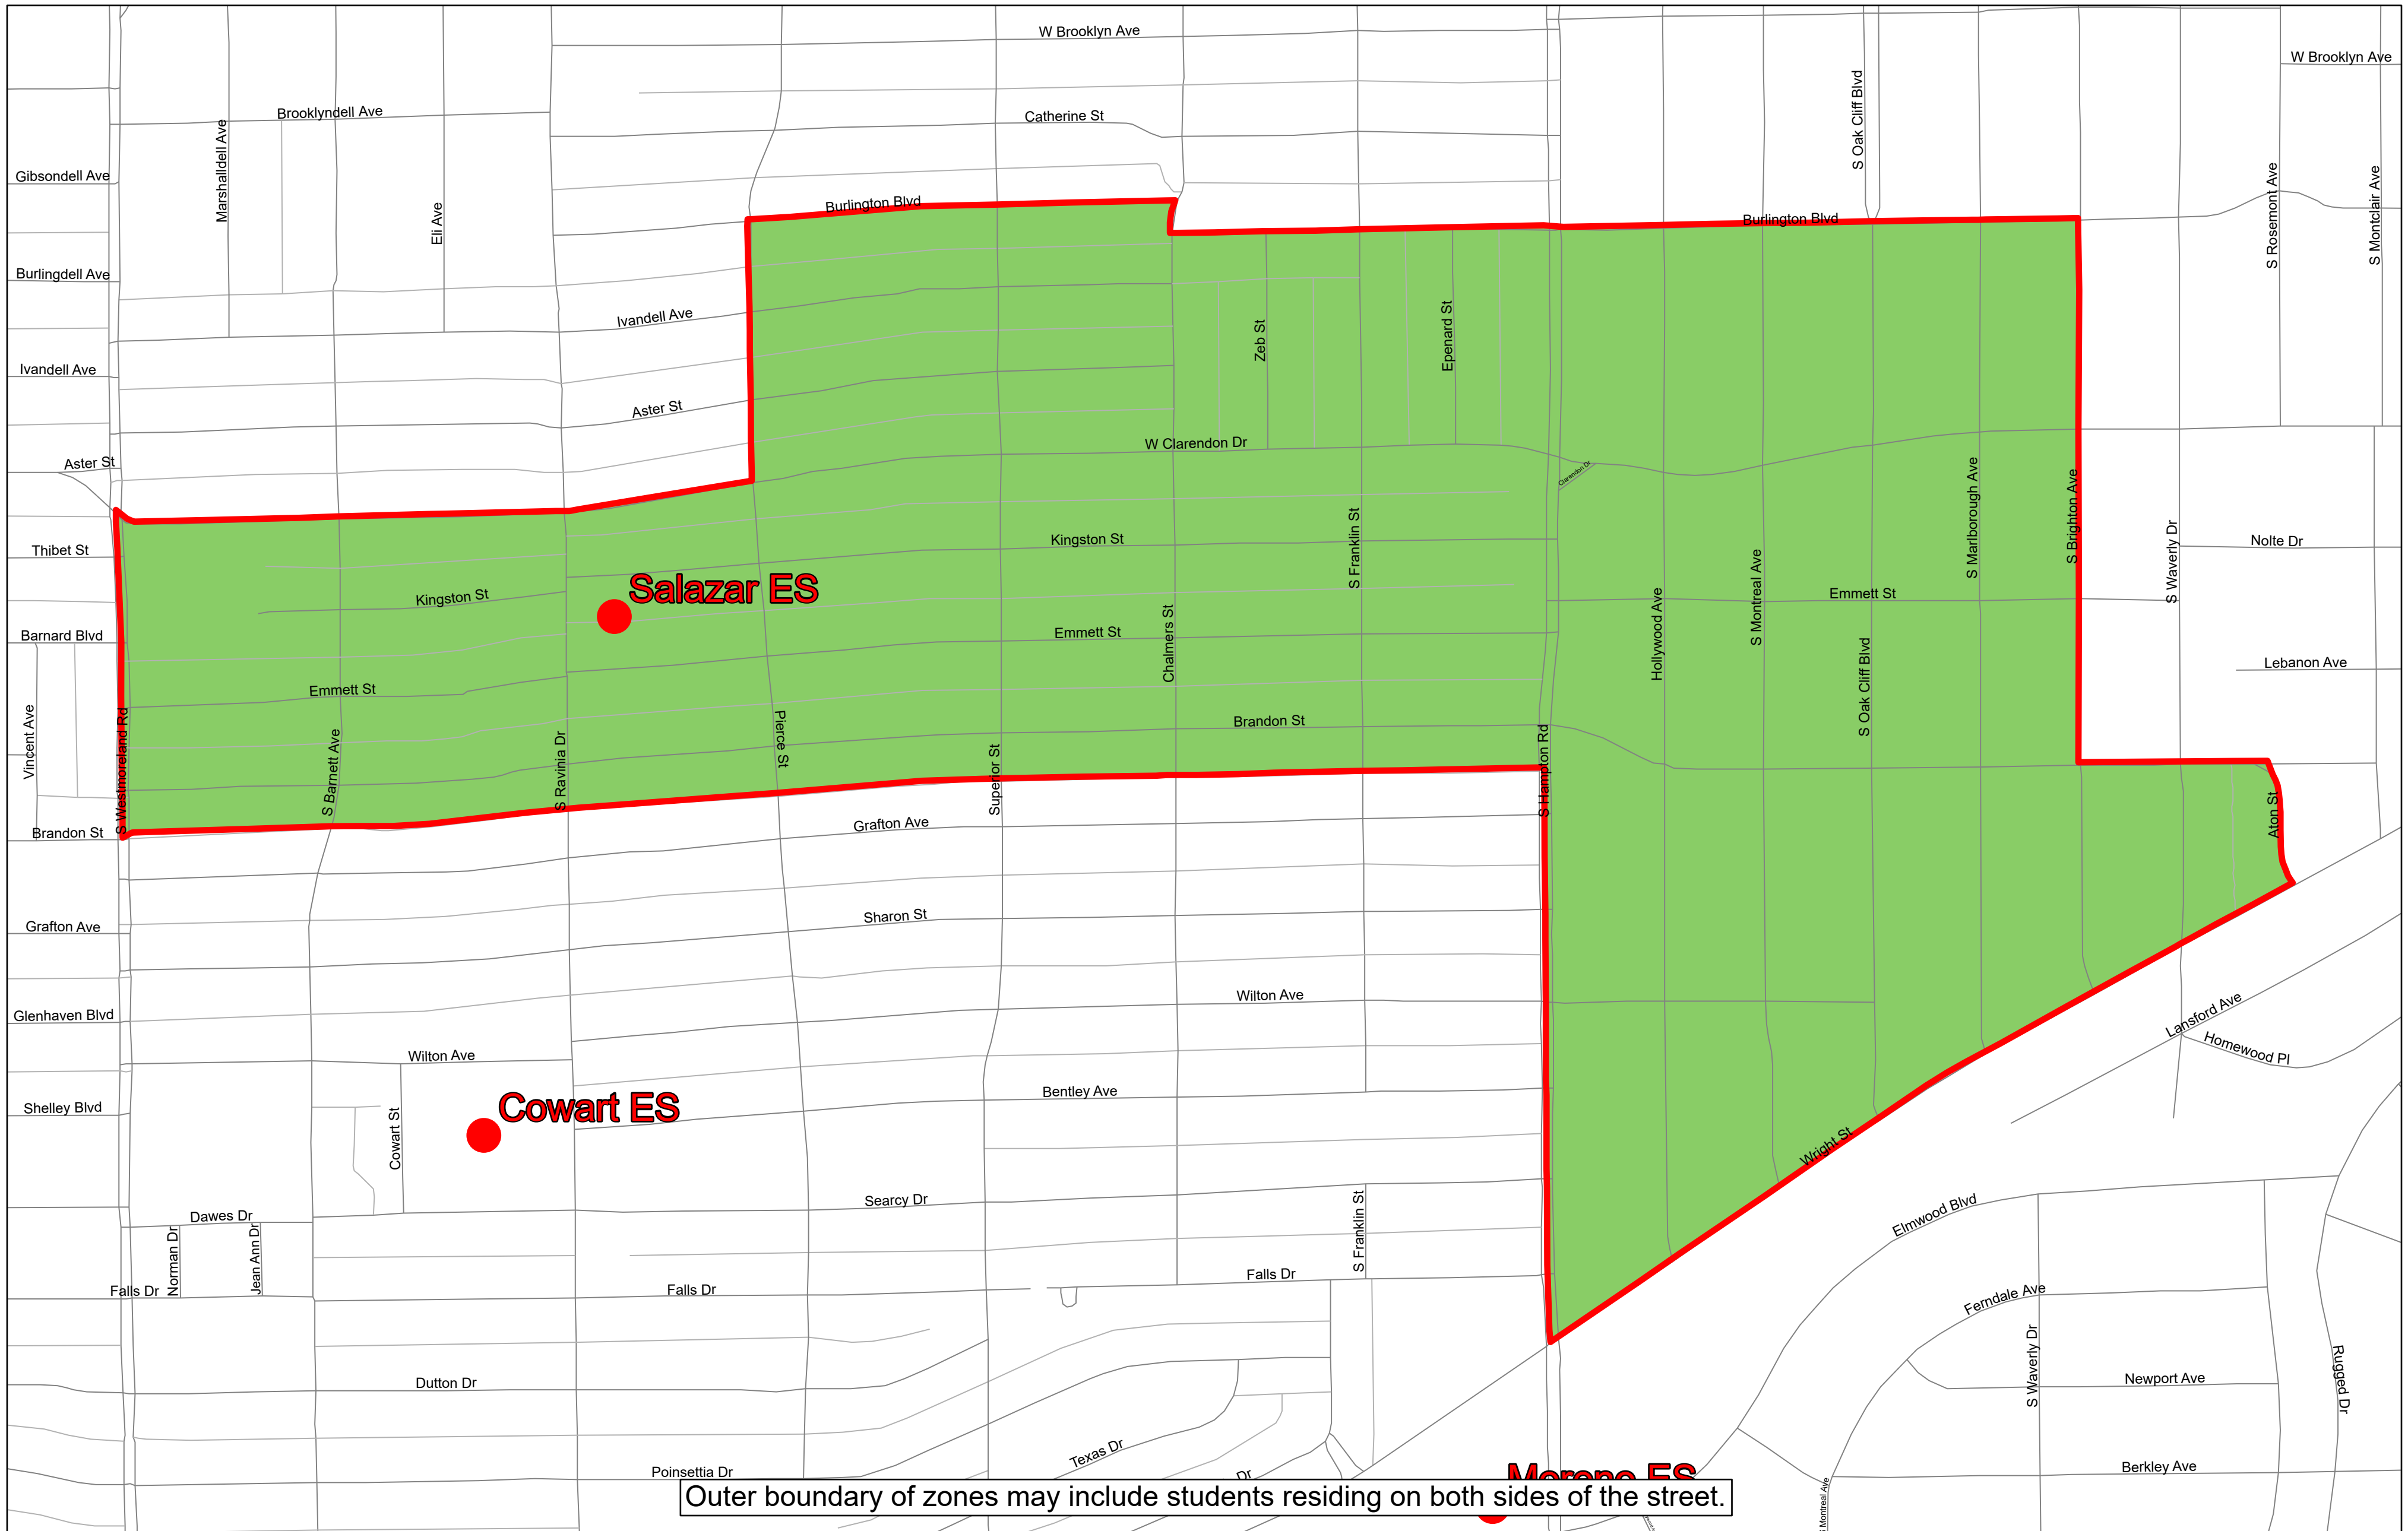 W Brooklyn Ave
W Brooklyn Ave
Brooklyndell Ave
Catherine St
S Oak Cliff Blvd
Marshalldell Ave
Gibsondell Ave
Eli Ave
Burlington Blvd
Burlington Blvd
S Rosemont Ave
S Montclair Ave
Burlingdell Ave
Ivandell Ave
Zeb St
Epenard St
Ivandell Ave
Aster St
W Clarendon Dr
Aster St
Clarendon Dr
S Marlborough Ave
S Brighton Ave
Thibet St
Kingston St
S Franklin St
S Waverly Dr
Nolte Dr
Salazar ES
Kingston St
S Montreal Ave
Emmett St
Hollywood Ave
Barnard Blvd
Emmett St
Chalmers St
Lebanon Ave
Emmett St
S Oak Cliff Blvd
Vincent Ave
S Westmoreland Rd
S Barnett Ave
S Ravinia Dr
Pierce St
Superior St
Brandon St
S Hampton Rd
Aton St
Brandon St
Grafton Ave
Sharon St
Grafton Ave
Wilton Ave
Glenhaven Blvd
Lansford Ave
Homewood Pl
Wilton Ave
Bentley Ave
Cowart ES
Shelley Blvd
Cowart St
Wright St
Searcy Dr
Dawes Dr
Norman Dr
Jean Ann Dr
S Franklin St
Elmwood Blvd
Falls Dr
Falls Dr
Falls Dr
Ferndale Ave
S Waverly Dr
Rugged Dr
Dutton Dr
Newport Ave
Texas Dr
Poinsettia Dr
Dr
Moreno ES
Berkley Ave
S Montreal Ave
Outer boundary of zones may include students residing on both sides of the street.